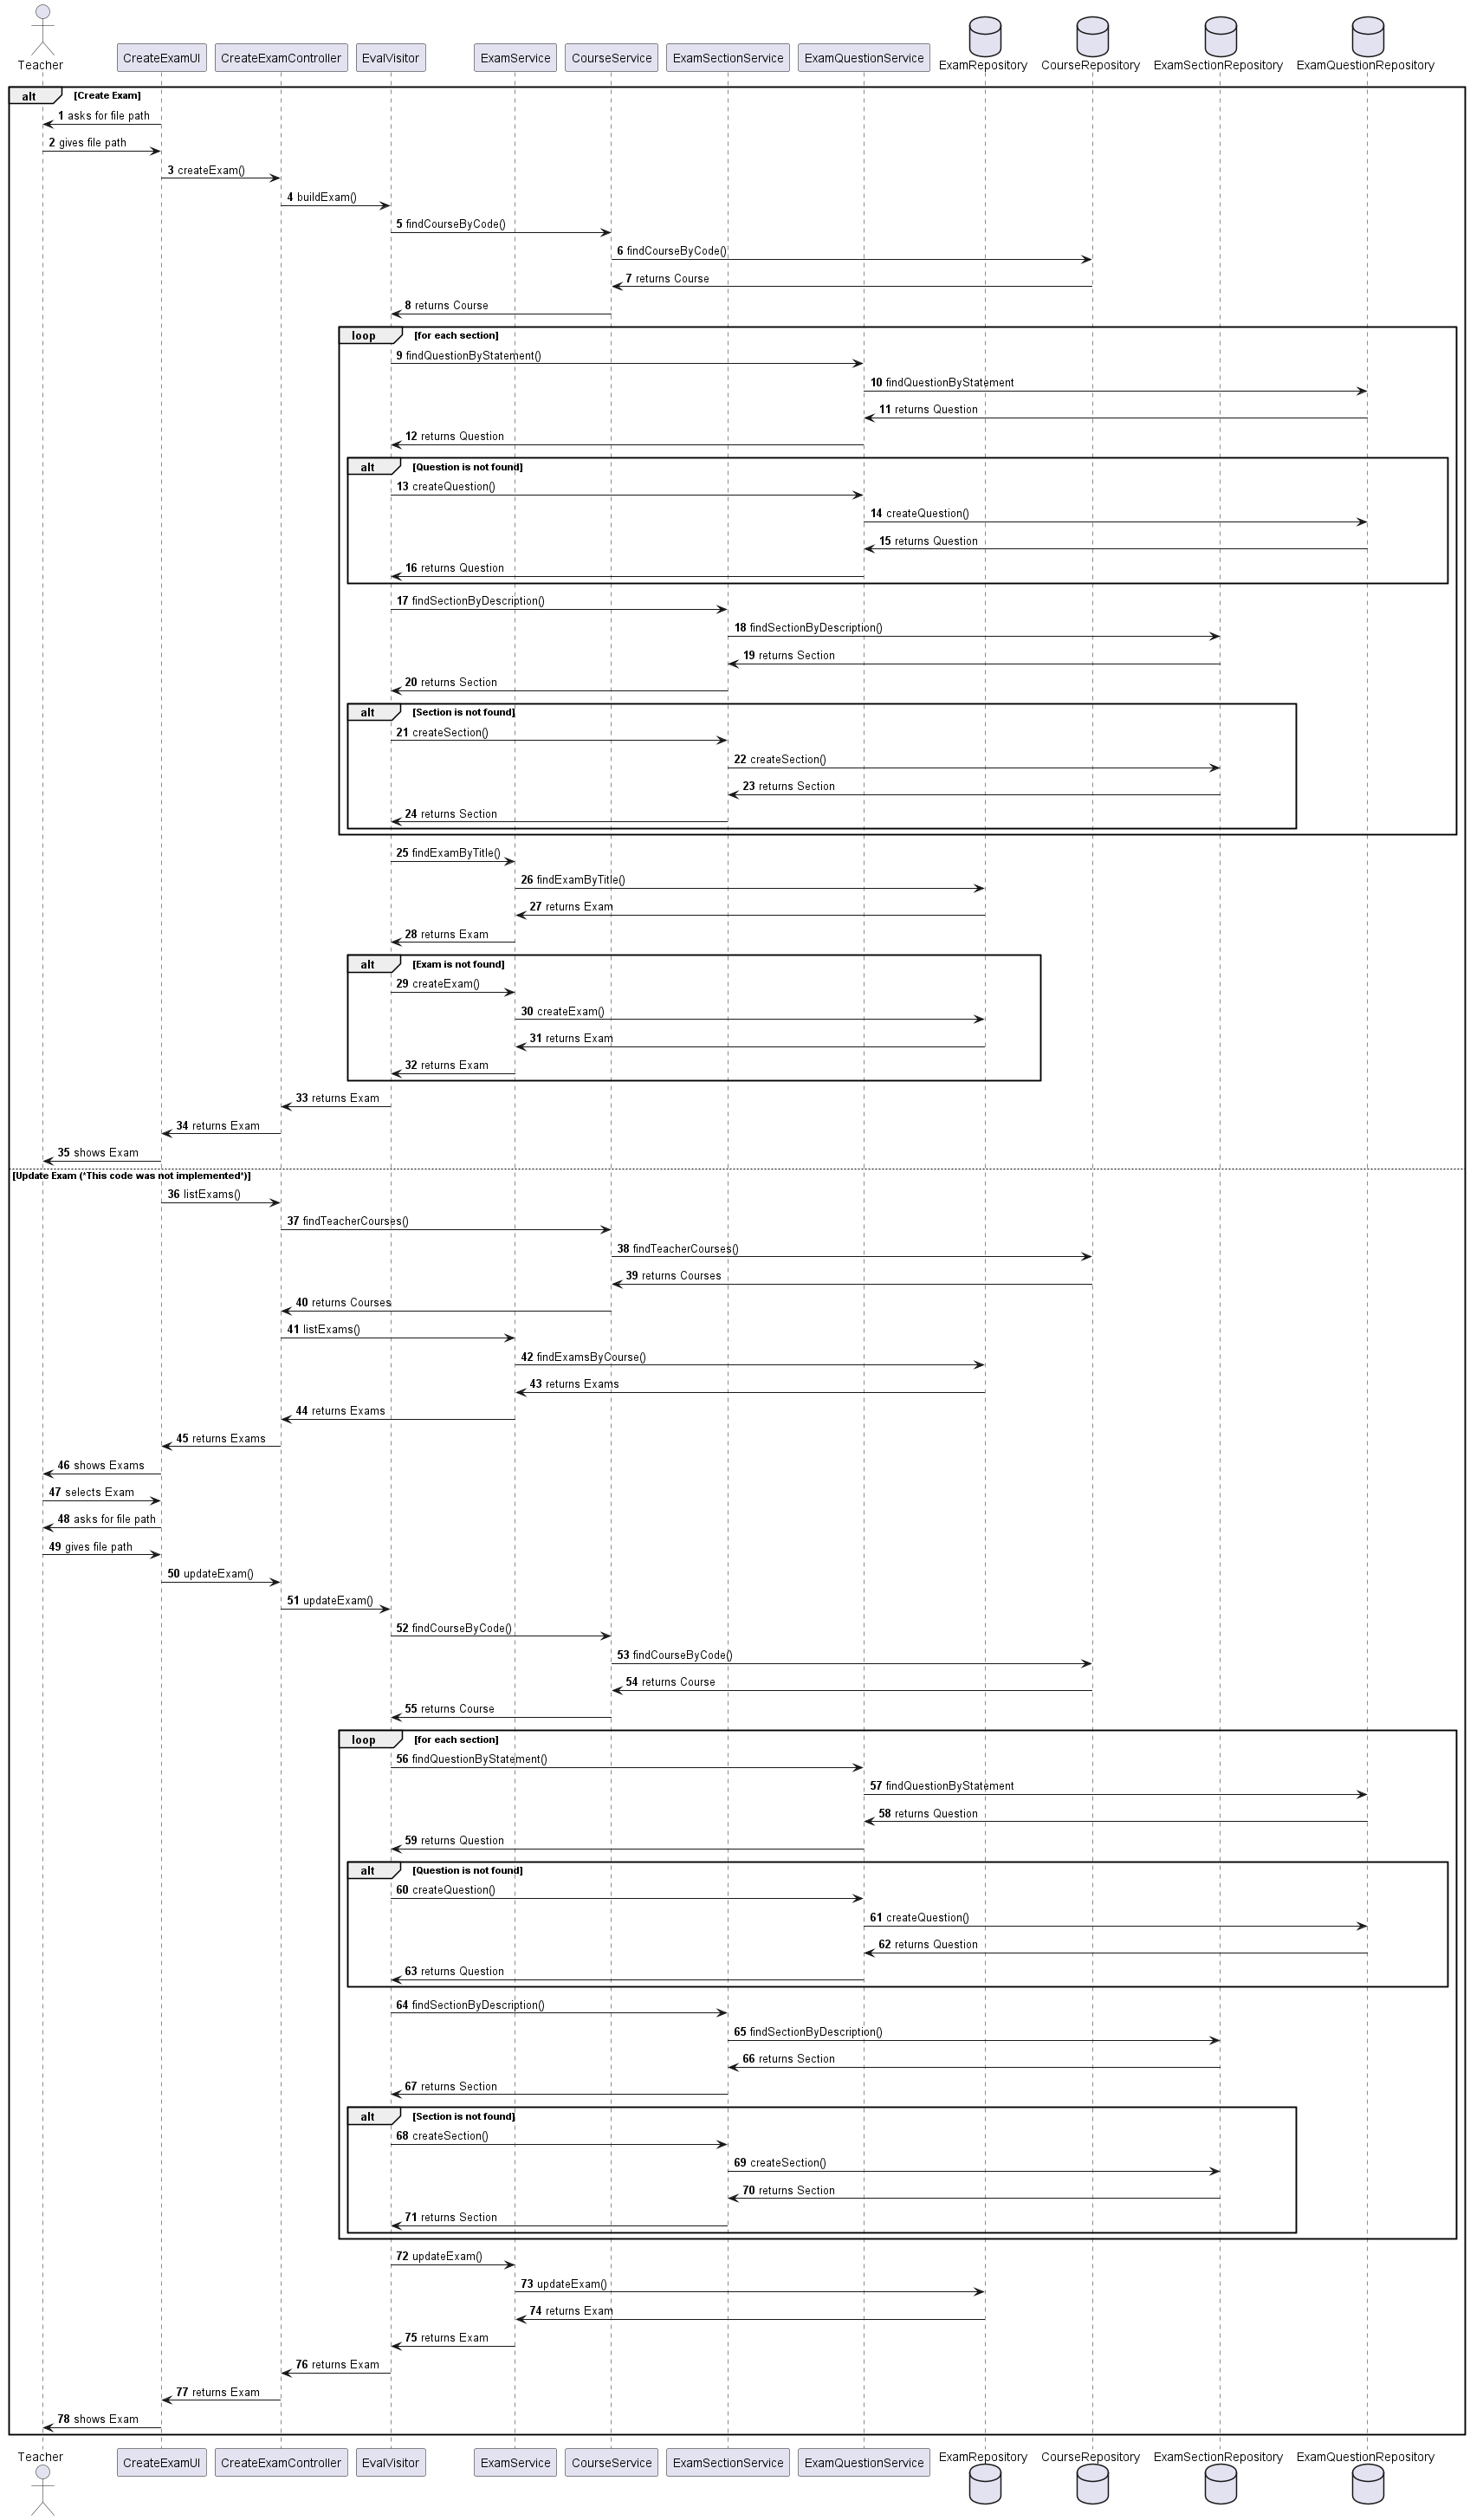 Teacher
CreateExamUI
CreateExamController
EvalVisitor
ExamService
CourseService
ExamSectionService
ExamQuestionService
ExamRepository
CourseRepository
ExamSectionRepository
ExamQuestionRepository
alt [Create Exam]
1 asks for file path
2 gives file path
3 createExam()
4 buildExam()
5 findCourseByCode()
6 findCourseByCode()
7 returns Course
8 returns Course
loop [for each section]
9 findQuestionByStatement()
10 findQuestionByStatement
11 returns Question
12 returns Question
alt [Question is not found]
13 createQuestion()
14 createQuestion()
15 returns Question
16 returns Question
17 findSectionByDescription()
18 findSectionByDescription()
19 returns Section
20 returns Section
alt [Section is not found]
21 createSection()
22 createSection()
23 returns Section
24 returns Section
25 findExamByTitle()
26 findExamByTitle()
27 returns Exam
28 returns Exam
alt [Exam is not found]
29 createExam()
30 createExam()
31 returns Exam
32 returns Exam
33 returns Exam
34 returns Exam
35 shows Exam
[Update Exam (*This code was not implemented*)]
36 listExams()
37 findTeacherCourses()
38 findTeacherCourses()
39 returns Courses
40 returns Courses
41 listExams()
42 findExamsByCourse()
43 returns Exams
44 returns Exams
45 returns Exams
46 shows Exams
47 selects Exam
48 asks for file path
49 gives file path
50 updateExam()
51 updateExam()
52 findCourseByCode()
53 findCourseByCode()
54 returns Course
55 returns Course
loop [for each section]
56 findQuestionByStatement()
57 findQuestionByStatement
58 returns Question
59 returns Question
alt [Question is not found]
60 createQuestion()
61 createQuestion()
62 returns Question
63 returns Question
64 findSectionByDescription()
65 findSectionByDescription()
66 returns Section
67 returns Section
alt [Section is not found]
68 createSection()
69 createSection()
70 returns Section
71 returns Section
72 updateExam()
73 updateExam()
74 returns Exam
75 returns Exam
76 returns Exam
77 returns Exam
78 shows Exam
Teacher
CreateExamUI
CreateExamController
EvalVisitor
ExamService
CourseService
ExamSectionService
ExamQuestionService
ExamRepository
CourseRepository
ExamSectionRepository
ExamQuestionRepository